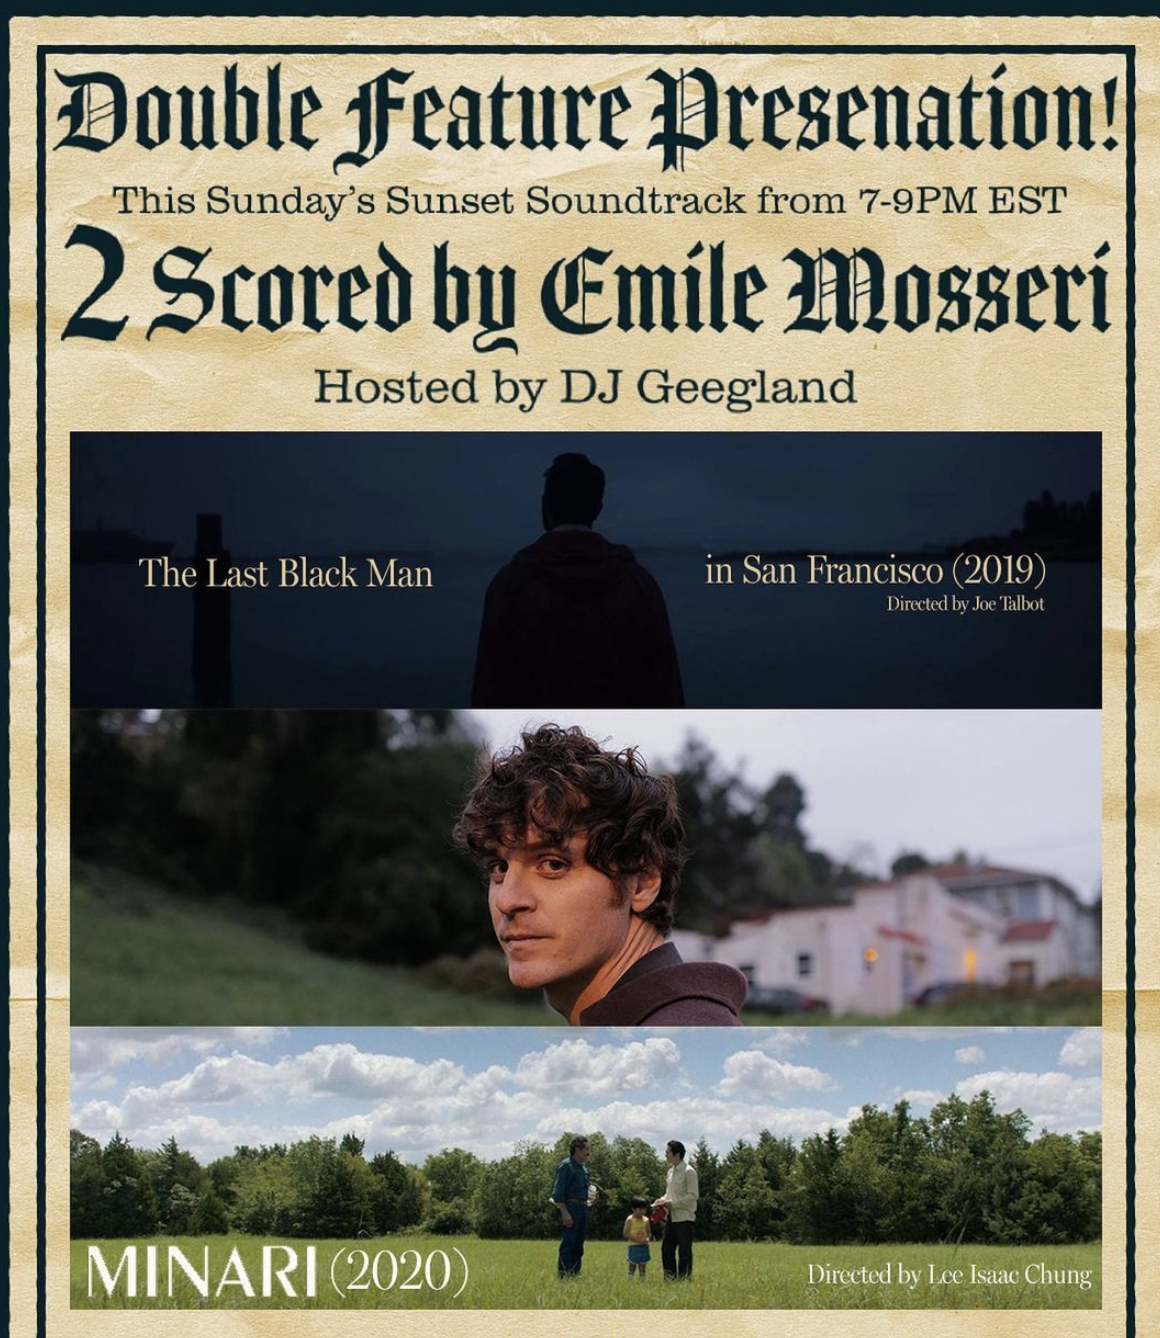 Double Feature Presenation!
This Sunday's Sunset Soundtrack from 7-9PM EST
2 Scored by Emile Mosseri
Hosted by DJ Geegland
The Last Black Man in San Francisco (2019)
Directed by Joe Talbot
MINARI (2020)
Directed by Lee Isaac Chung